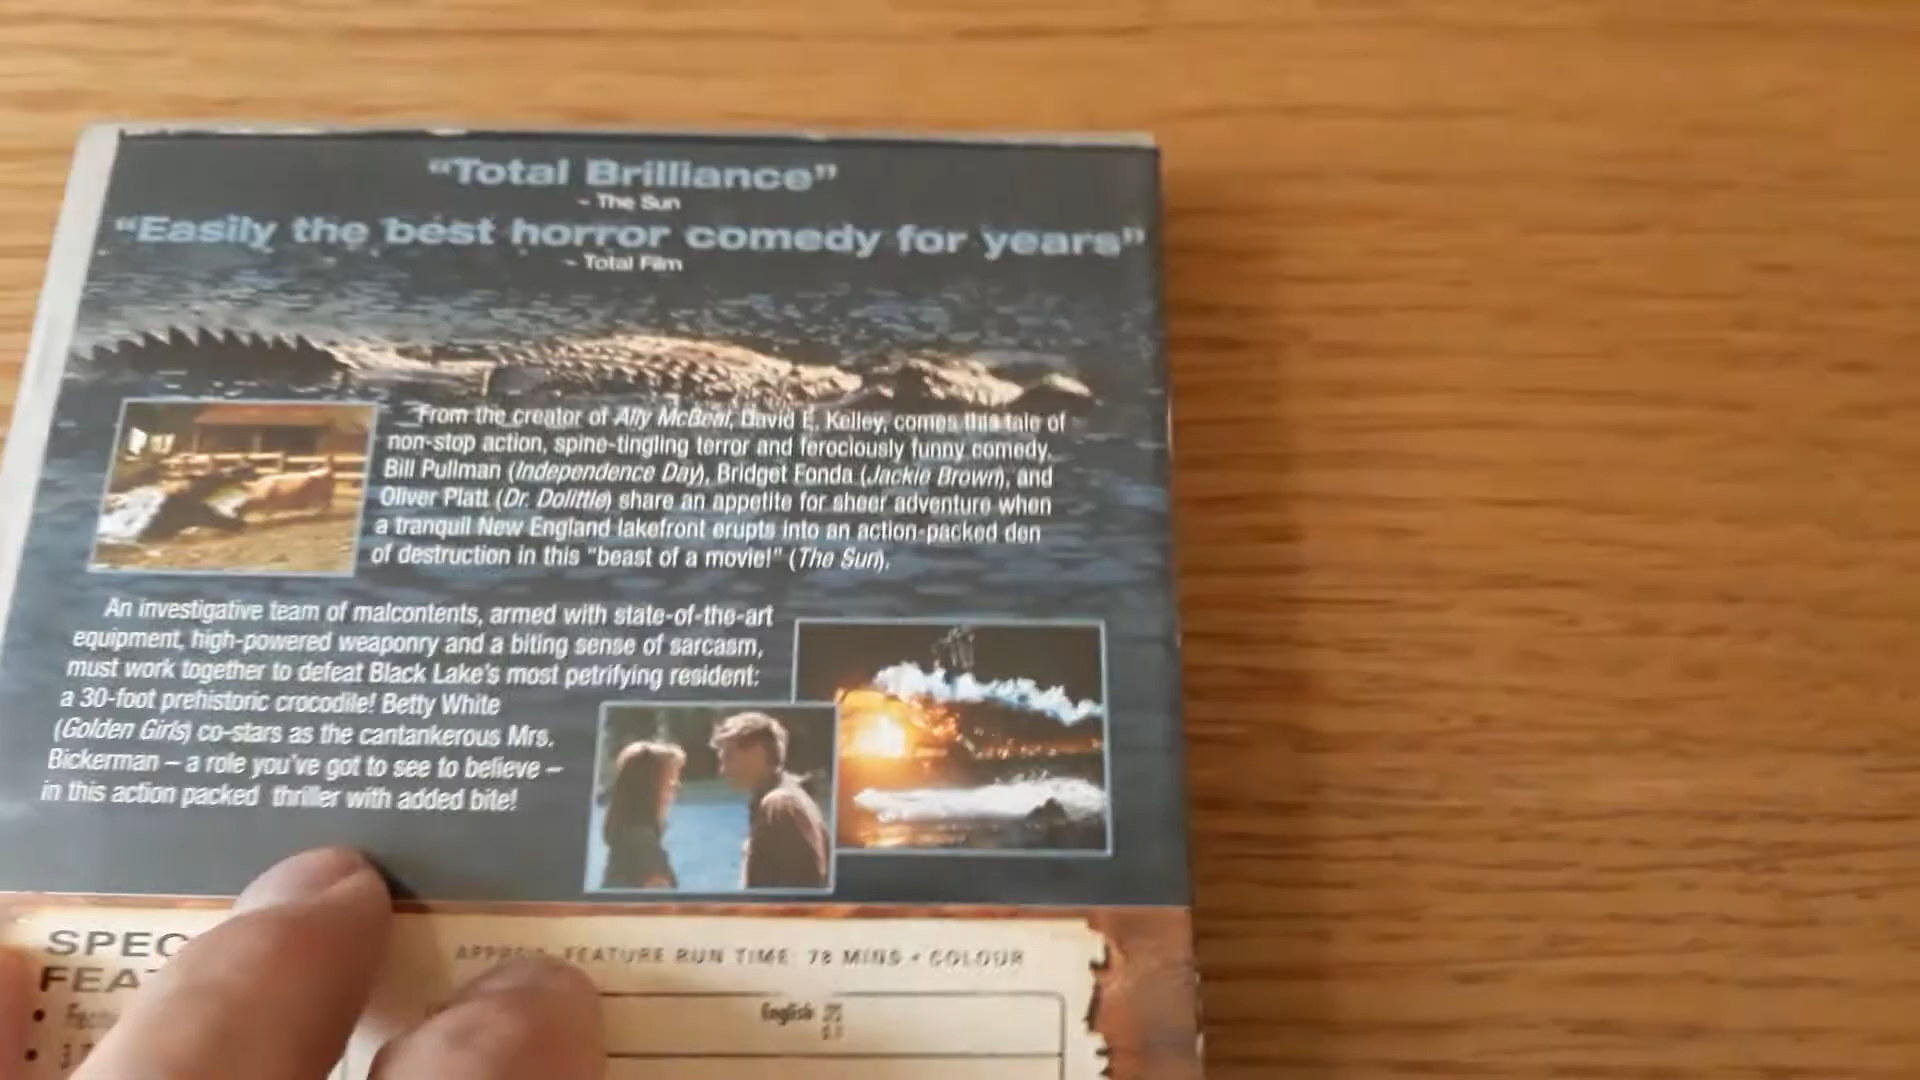 “Total Brilliance”
~ The Sun
“Easily the best horror comedy for years”
~ Total Film
From the creator of Ally McBeal, David E. Kelley, comes this tale of
non-stop action, spine-tingling terror and ferociously funny comedy.
Bill Pullman (Independence Day), Bridget Fonda (Jackie Brown), and
Oliver Platt (Dr. Dolittle) share an appetite for sheer adventure when
a tranquil New England lakefront erupts into an action-packed den
of destruction in this “beast of a movie!” (The Sun).
An investigative team of malcontents, armed with state-of-the-art
equipment, high-powered weaponry and a biting sense of sarcasm,
must work together to defeat Black Lake's most petrifying resident:
a 30-foot prehistoric crocodile! Betty White
(Golden Girls) co-stars as the cantankerous Mrs.
Bickerman – a role you've got to see to believe –
in this action packed thriller with added bite!
SPEC
FEAT
APPROX. FEATURE RUN TIME: 78 MINS • COLOUR
English